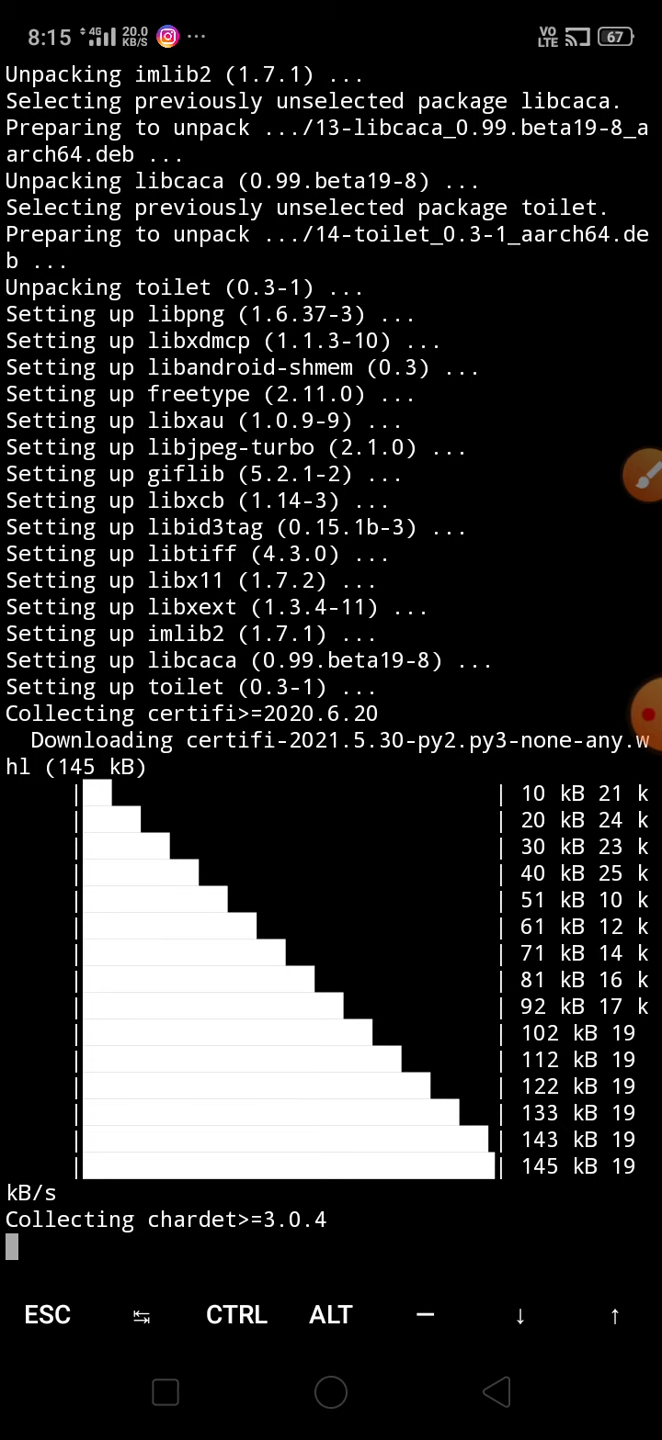 8:15 4G 20.0 KB/S ... VO LTE 67
Unpacking imlib2 (1.7.1) ...
Selecting previously unselected package libcaca.
Preparing to unpack .../13-libcaca_0.99.beta19-8_a
arch64.deb ...
Unpacking libcaca (0.99.beta19-8) ...
Selecting previously unselected package toilet.
Preparing to unpack .../14-toilet_0.3-1_aarch64.de
b ...
Unpacking toilet (0.3-1) ...
Setting up libpng (1.6.37-3) ...
Setting up libxdmcp (1.1.3-10) ...
Setting up libandroid-shmem (0.3) ...
Setting up freetype (2.11.0) ...
Setting up libxau (1.0.9-9) ...
Setting up libjpeg-turbo (2.1.0) ...
Setting up giflib (5.2.1-2) ...
Setting up libxcb (1.14-3) ...
Setting up libid3tag (0.15.1b-3) ...
Setting up libtiff (4.3.0) ...
Setting up libx11 (1.7.2) ...
Setting up libxext (1.3.4-11) ...
Setting up imlib2 (1.7.1) ...
Setting up libcaca (0.99.beta19-8) ...
Setting up toilet (0.3-1) ...
Collecting certifi>=2020.6.20
  Downloading certifi-2021.5.30-py2.py3-none-any.w
hl (145 kB)
| | 10 kB 21 k
| | 20 kB 24 k
| | 30 kB 23 k
| | 40 kB 25 k
| | 51 kB 10 k
| | 61 kB 12 k
| | 71 kB 14 k
| | 81 kB 16 k
| | 92 kB 17 k
| | 102 kB 19
| | 112 kB 19
| | 122 kB 19
| | 133 kB 19
| | 143 kB 19
| | 145 kB 19
kB/s
Collecting chardet>=3.0.4
ESC ↹ CTRL ALT — ↓ ↑